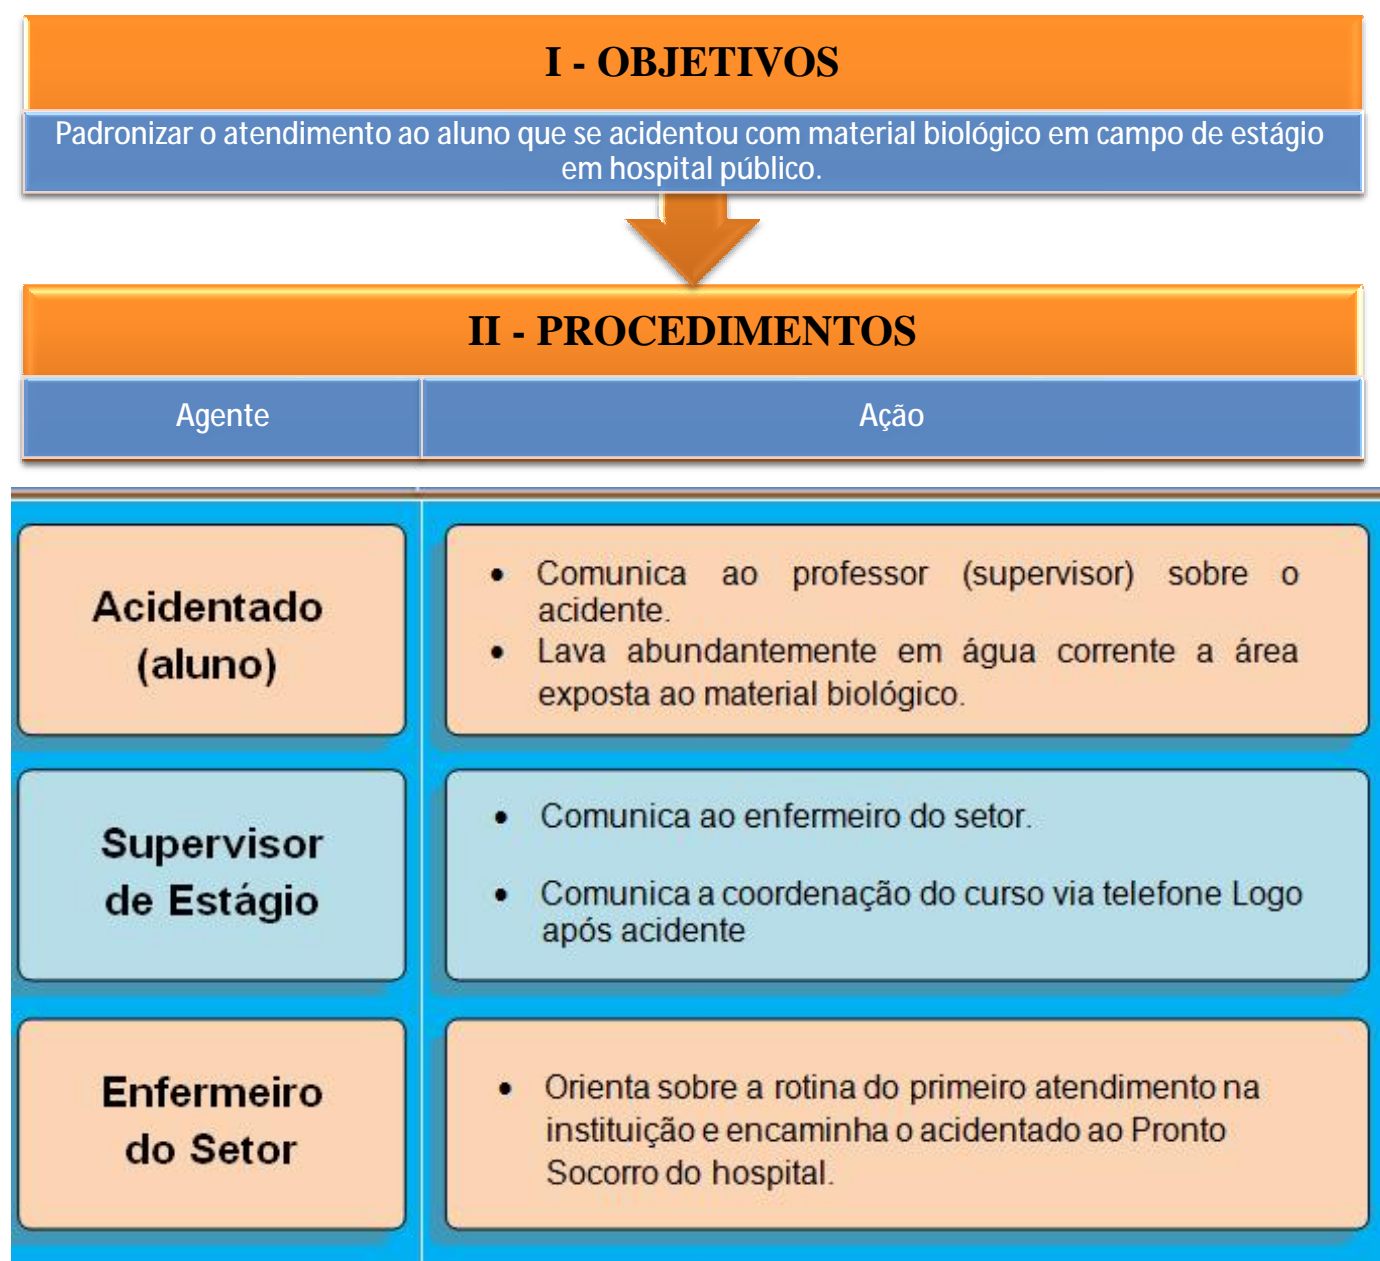 I - OBJETIVOS
Padronizar o atendimento ao aluno que se acidentou com material biológico em campo de estágio
em hospital público.
II - PROCEDIMENTOS
Agente
Ação
Acidentado
(aluno)
• Comunica ao professor (supervisor) sobre o
acidente.
• Lava abundantemente em água corrente a área
exposta ao material biológico.
Supervisor
de Estágio
• Comunica ao enfermeiro do setor.
• Comunica a coordenação do curso via telefone Logo
após acidente
Enfermeiro
do Setor
• Orienta sobre a rotina do primeiro atendimento na
instituição e encaminha o acidentado ao Pronto
Socorro do hospital.